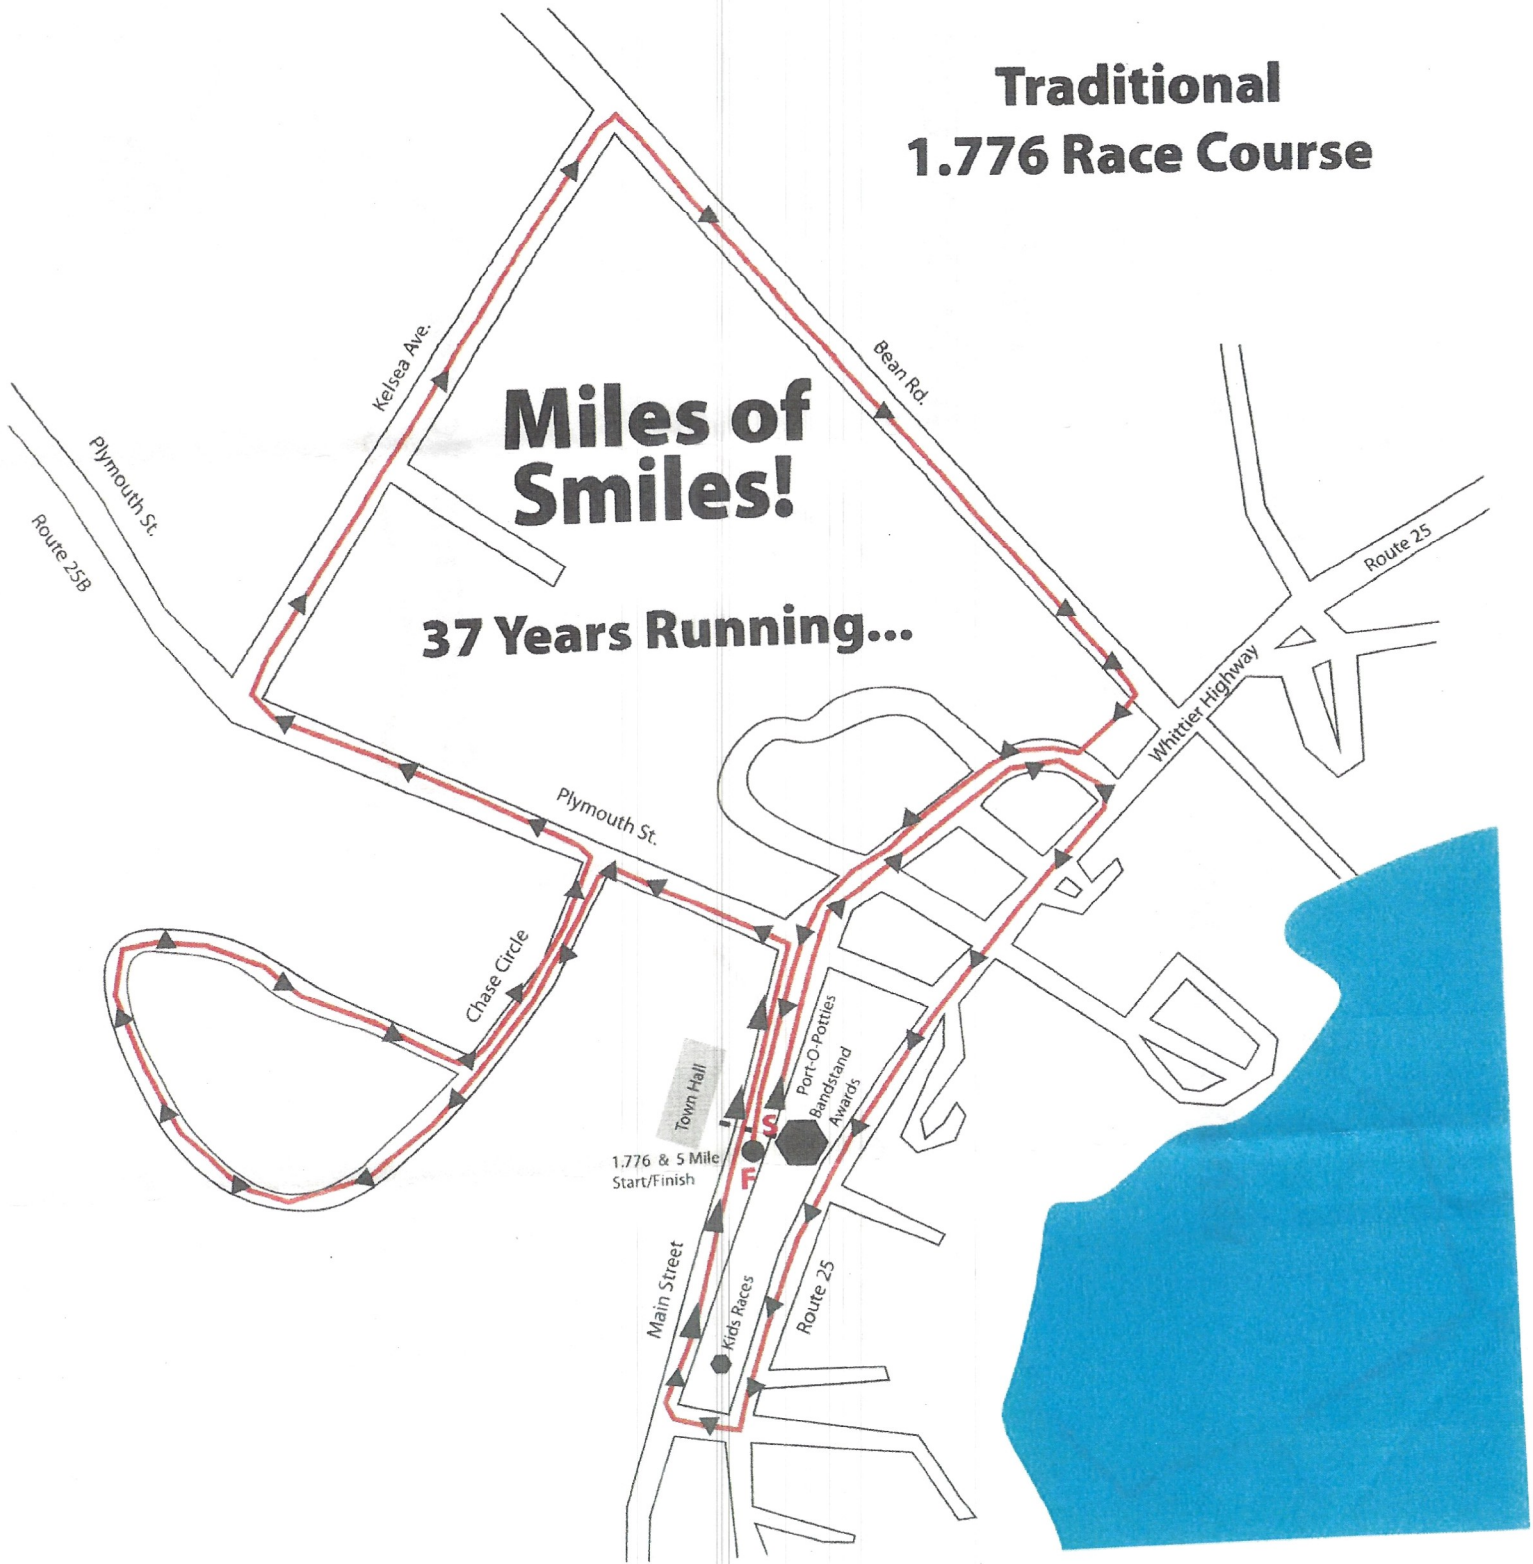 Traditional
1.776 Race Course
Kelsea Ave.
Bean Rd.
Miles of
Smiles!
Plymouth St.
Route 25B
Route 25
37 Years Running...
Whittier Highway
Plymouth St.
Chase Circle
Port-O-Potties
Bandstand
Awards
Town Hall
S
1.776 & 5 Mile
Start/Finish
F
Main Street
Kids Races
Route 25